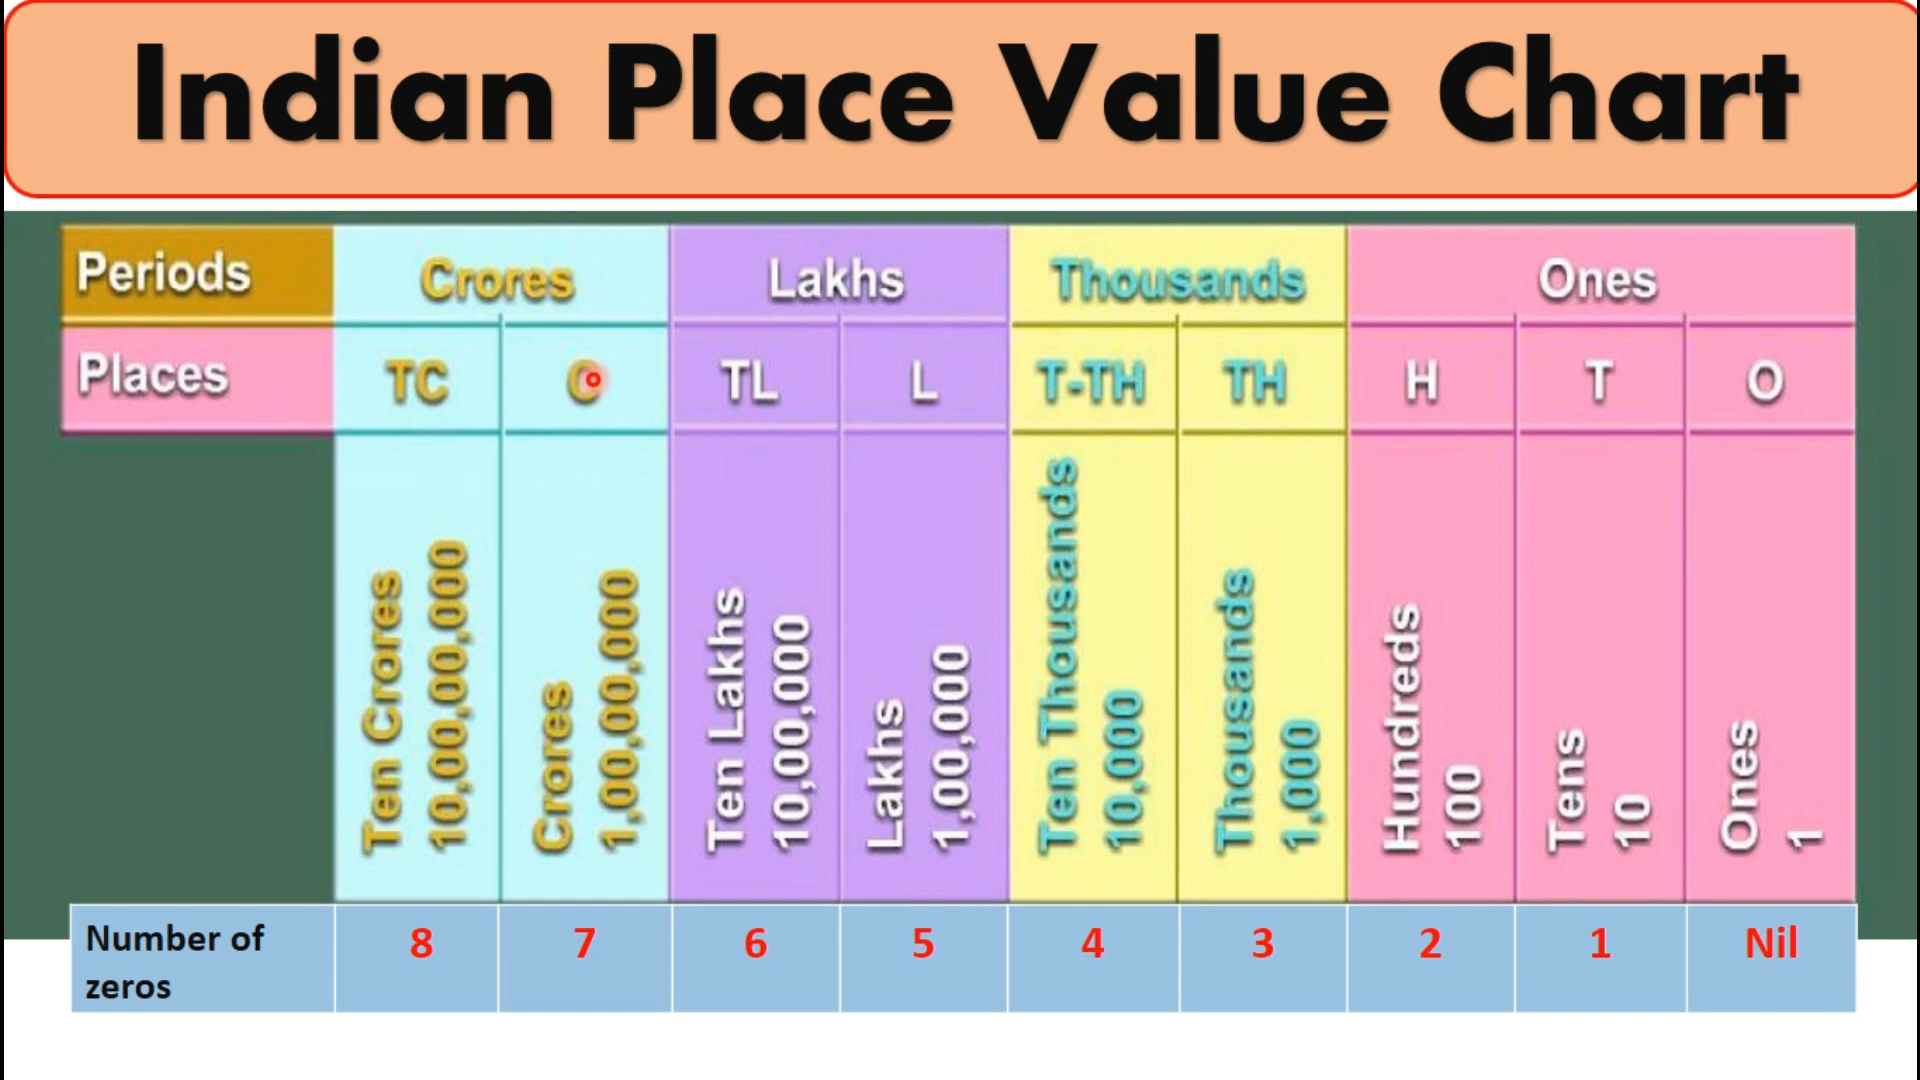 Indian Place Value Chart
Periods Crores Lakhs Thousands Ones
Places TC C TL L T-TH TH H T O
Ten Crores
10,00,00,000
Crores
1,00,00,000
Ten Lakhs
10,00,000
Lakhs
1,00,000
Ten Thousands
10,000
Thousands
1,000
Hundreds
100
Tens
10
Ones
1
Number of 8 7 6 5 4 3 2 1 Nil
zeros